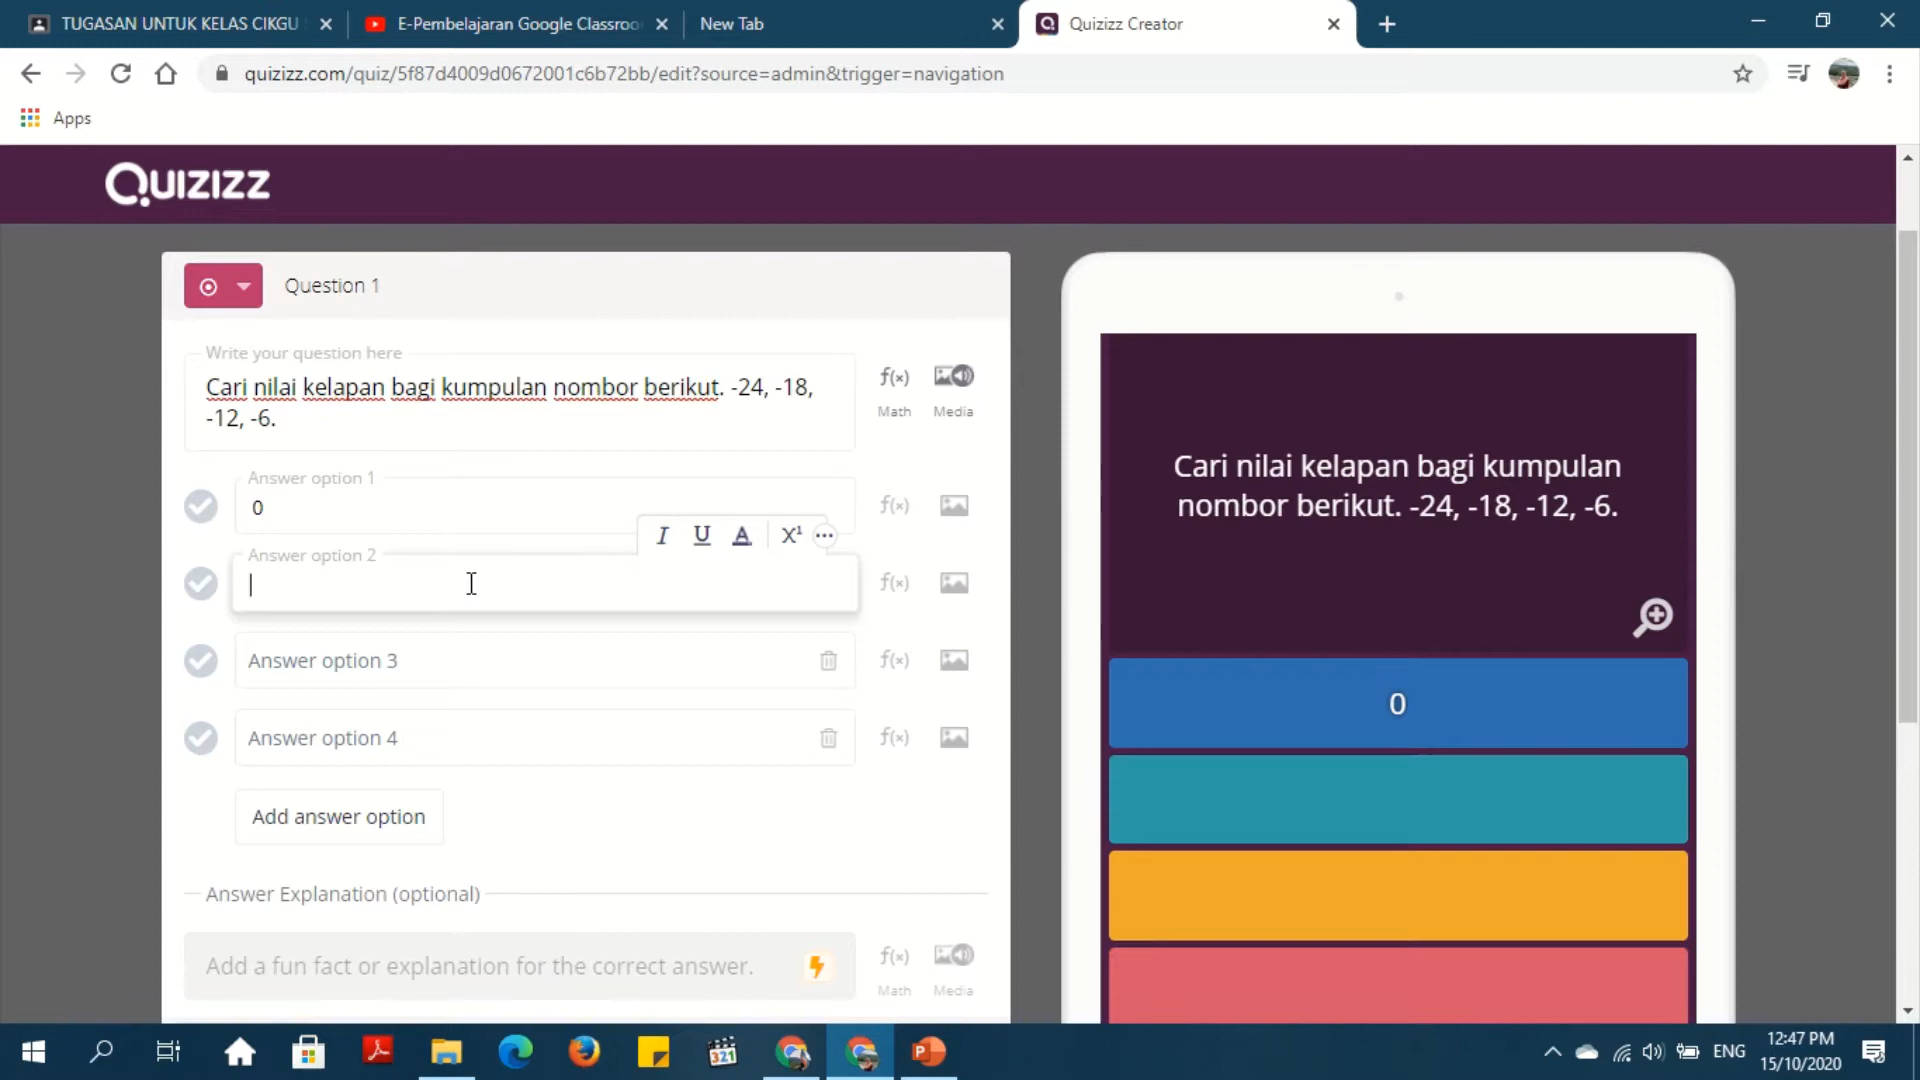 TUGASAN UNTUK KELAS CIKGU
E-Pembelajaran Google Classroo
New Tab
Quizizz Creator
quizizz.com/quiz/5f87d4009d0672001c6b72bb/edit?source=admin&trigger=navigation
Apps
QUIZIZZ
Question 1
Write your question here
Cari nilai kelapan bagi kumpulan nombor berikut. -24, -18,
-12, -6.
f(x)
Math
Media
Answer option 1
0
f(x)
I U A X¹
Answer option 2
f(x)
Answer option 3
f(x)
Answer option 4
f(x)
Add answer option
Answer Explanation (optional)
Add a fun fact or explanation for the correct answer.
f(x)
Math
Media
Cari nilai kelapan bagi kumpulan
nombor berikut. -24, -18, -12, -6.
0
321
P
ENG
12:47 PM
15/10/2020